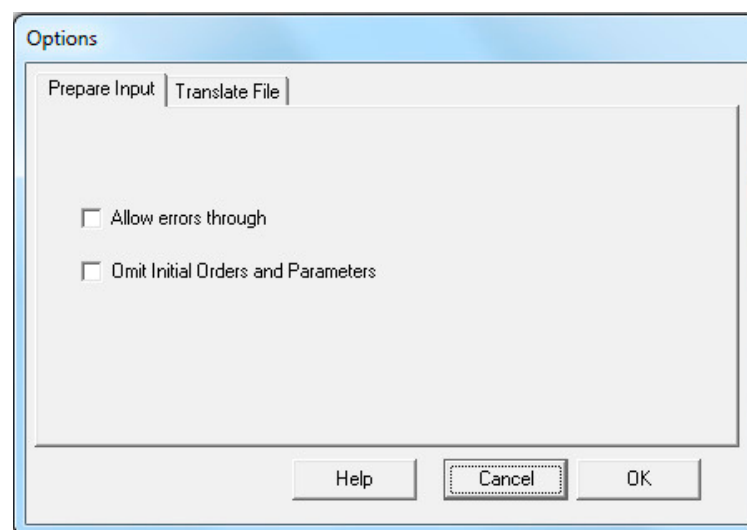 Options
Prepare Input Translate File
Allow errors through
Omit Initial Orders and Parameters
Help Cancel OK